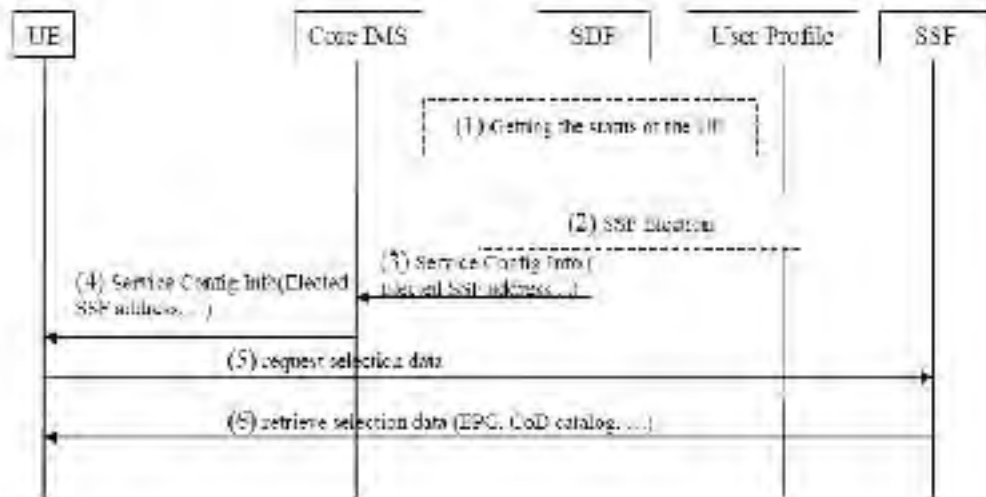 UE
Core IMS
SDF
User Profile
SSF
(1) Getting the status of the UE
(2) SSF Election
(3) Service Config Info (
Elected SSF address…)
(4) Service Config Info(Elected
SSF address, …)
(5) request selection data
(6) retrieve selection data (EPG, CoD catalog, …)